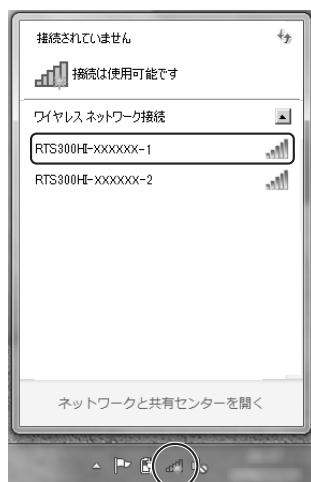 接続されていません
接続は使用可能です
ワイヤレス ネットワーク接続
RTS300HI-XXXXXX-1
RTS300HI-XXXXXX-2
ネットワークと共有センターを開く